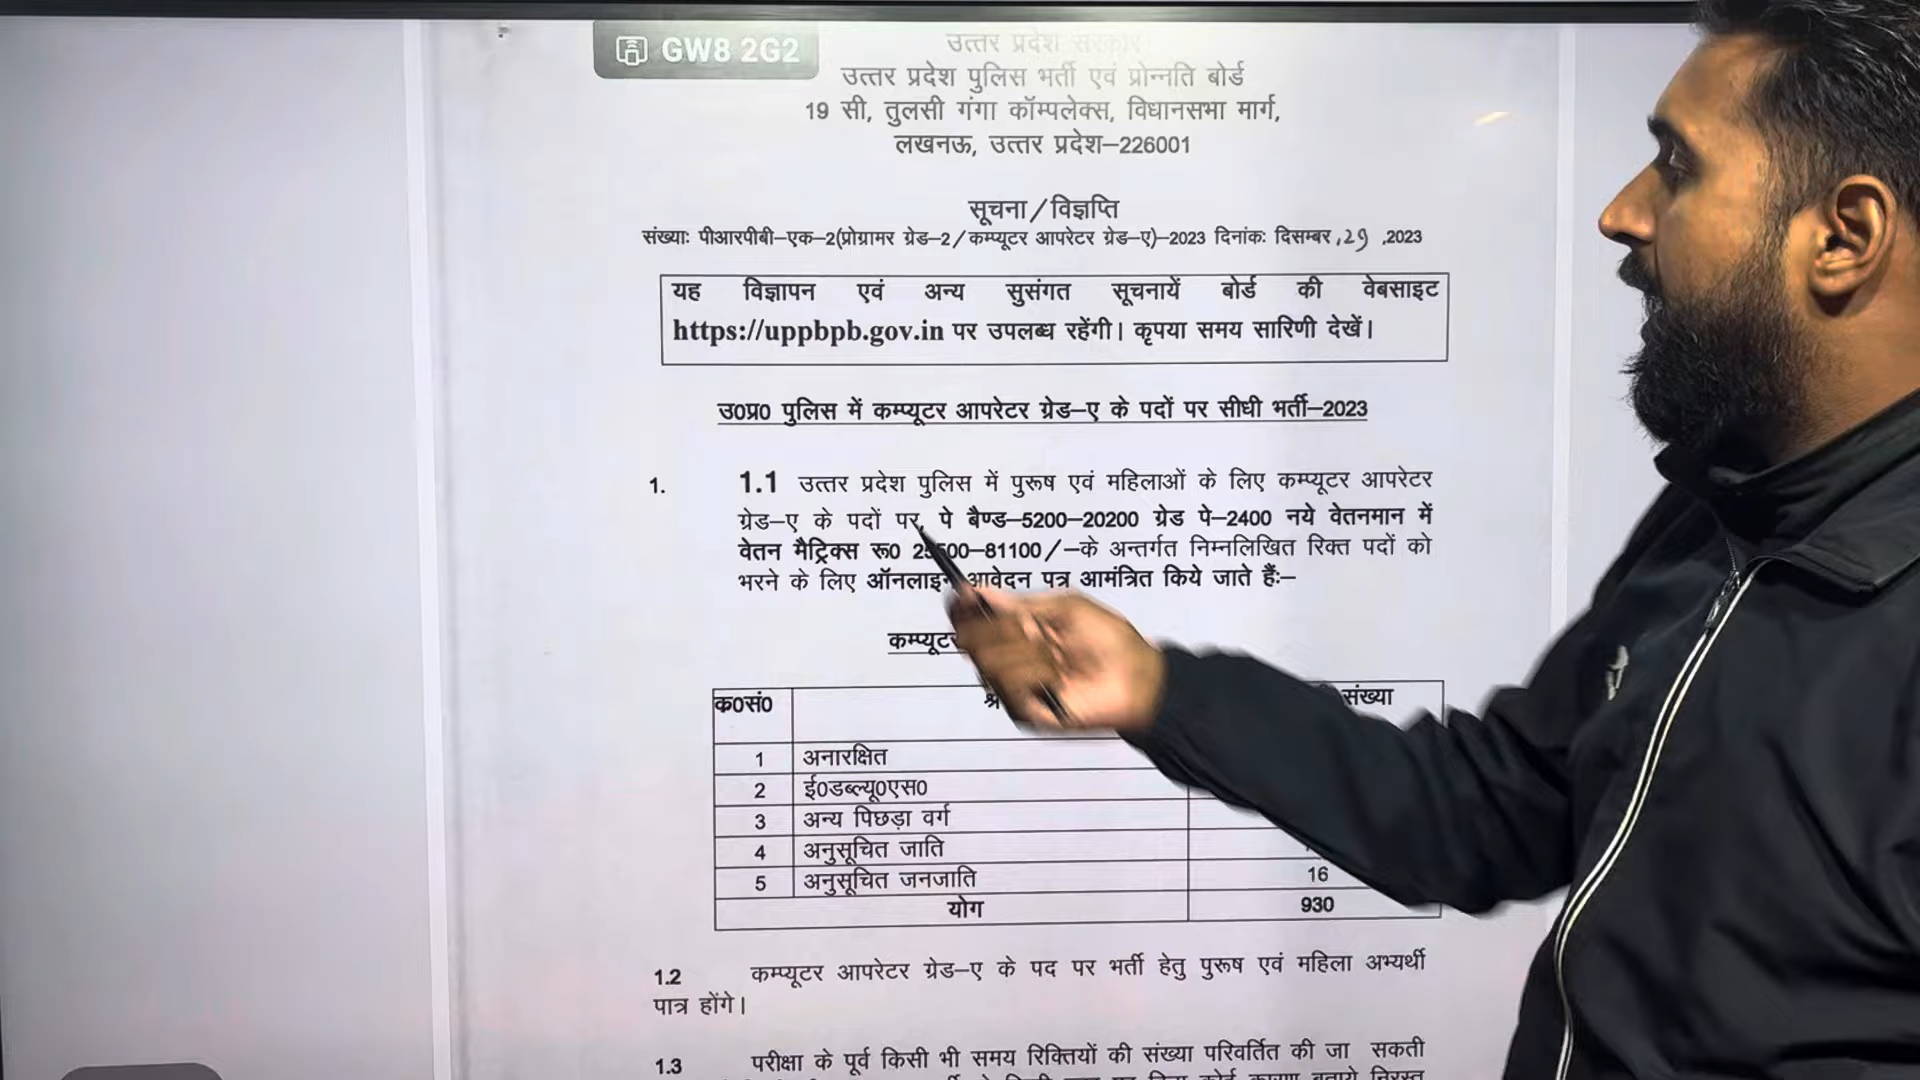 GW8 2G2
उत्तर प्रदेश सरकार
उत्तर प्रदेश पुलिस भर्ती एवं प्रोन्नति बोर्ड
19 सी, तुलसी गंगा कॉम्पलेक्स, विधानसभा मार्ग,
लखनऊ, उत्तर प्रदेश–226001
सूचना/विज्ञप्ति
संख्याः पीआरपीबी–एक–2(प्रोग्रामर ग्रेड–2/कम्प्यूटर आपरेटर ग्रेड–ए)–2023 दिनांकः दिसम्बर,29 ,2023
यह विज्ञापन एवं अन्य सुसंगत सूचनायें बोर्ड की वेबसाइट
https://uppbpb.gov.in पर उपलब्ध रहेंगी। कृपया समय सारिणी देखें।
उ0प्र0 पुलिस में कम्प्यूटर आपरेटर ग्रेड–ए के पदों पर सीधी भर्ती–2023
1. 1.1 उत्तर प्रदेश पुलिस में पुरूष एवं महिलाओं के लिए कम्प्यूटर आपरेटर
ग्रेड–ए के पदों पर, पे बैण्ड–5200–20200 ग्रेड पे–2400 नये वेतनमान में
वेतन मैट्रिक्स रू0 –81100/–के अन्तर्गत निम्नलिखित रिक्त पदों को
भरने के लिए ऑनलाइन आवेदन पत्र आमंत्रित किये जाते हैं:–
कम्प्यूटर
क0सं0 संख्या
1 अनारक्षित
2 ई0डब्ल्यू0एस0
3 अन्य पिछड़ा वर्ग
4 अनुसूचित जाति
5 अनुसूचित जनजाति 16
योग 930
1.2 कम्प्यूटर आपरेटर ग्रेड–ए के पद पर भर्ती हेतु पुरूष एवं महिला अभ्यर्थी
पात्र होंगे।
1.3 परीक्षा के पूर्व किसी भी समय रिक्तियों की संख्या परिवर्तित की जा सकती